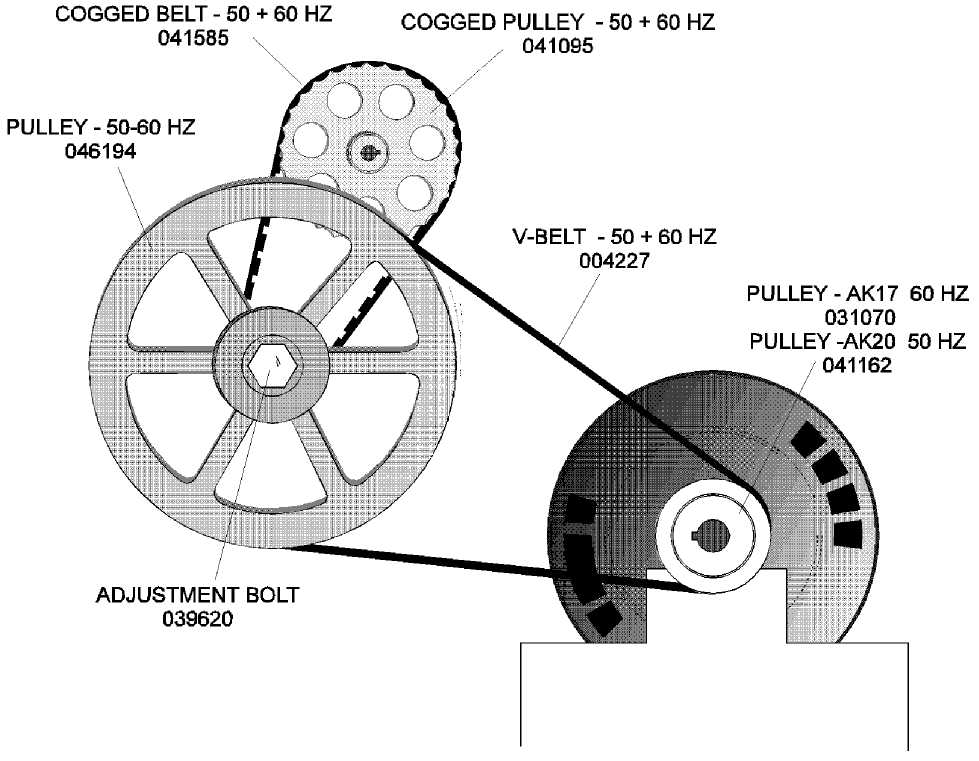 COGGED BELT - 50 + 60 HZ
041585
COGGED PULLEY - 50 + 60 HZ
041095
PULLEY - 50-60 HZ
046194
V-BELT - 50 + 60 HZ
004227
PULLEY - AK17 60 HZ
031070
PULLEY -AK20 50 HZ
041162
ADJUSTMENT BOLT
039620